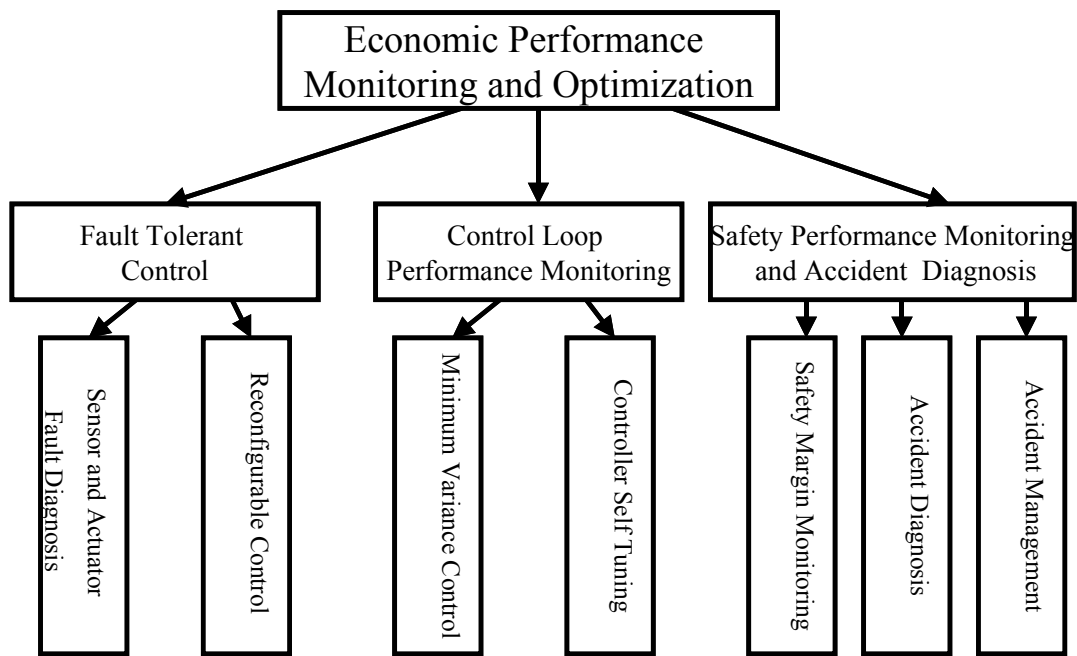 Economic Performance
Monitoring and Optimization
Fault Tolerant
Control
Control Loop
Performance Monitoring
Safety Performance Monitoring
and Accident Diagnosis
Sensor and Actuator
Fault Diagnosis
Reconfigurable Control
Minimum Variance Control
Controller Self Tuning
Safety Margin Monitoring
Accident Diagnosis
Accident Management